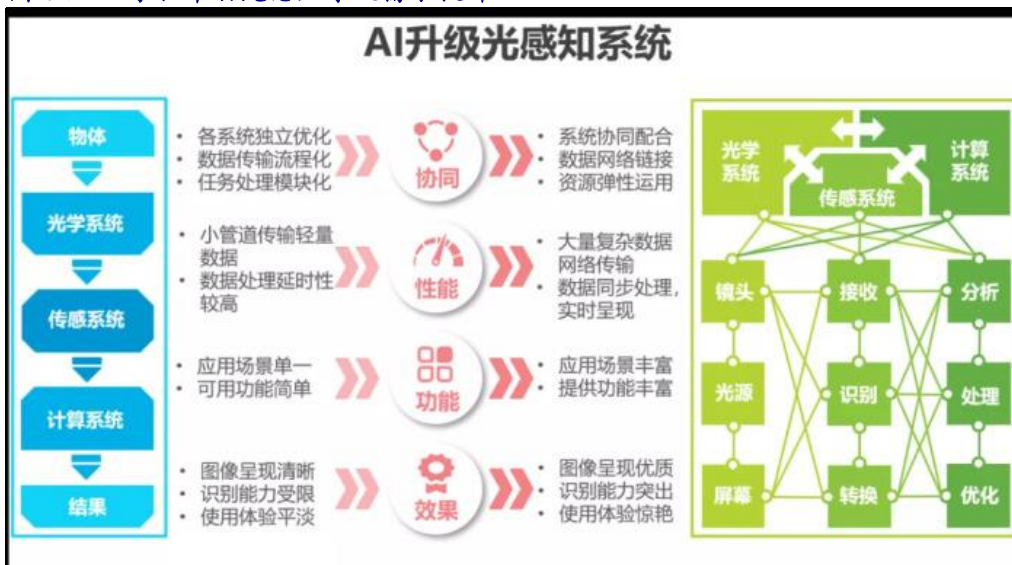 AI升级光感知系统
物体
光学系统
传感系统
计算系统
结果
• 各系统独立优化
• 数据传输流程化
• 任务处理模块化
协同
• 系统协同配合
• 数据网络链接
• 资源弹性运用
• 小管道传输轻量
数据
• 数据处理延时性
较高
性能
• 大量复杂数据
网络传输
• 数据同步处理，
实时呈现
• 应用场景单一
• 可用功能简单
功能
• 应用场景丰富
• 提供功能丰富
• 图像呈现清晰
• 识别能力受限
• 使用体验平淡
效果
• 图像呈现优质
• 识别能力突出
• 使用体验惊艳
光学
系统
传感系统
计算
系统
镜头
接收
分析
光源
识别
处理
屏幕
转换
优化